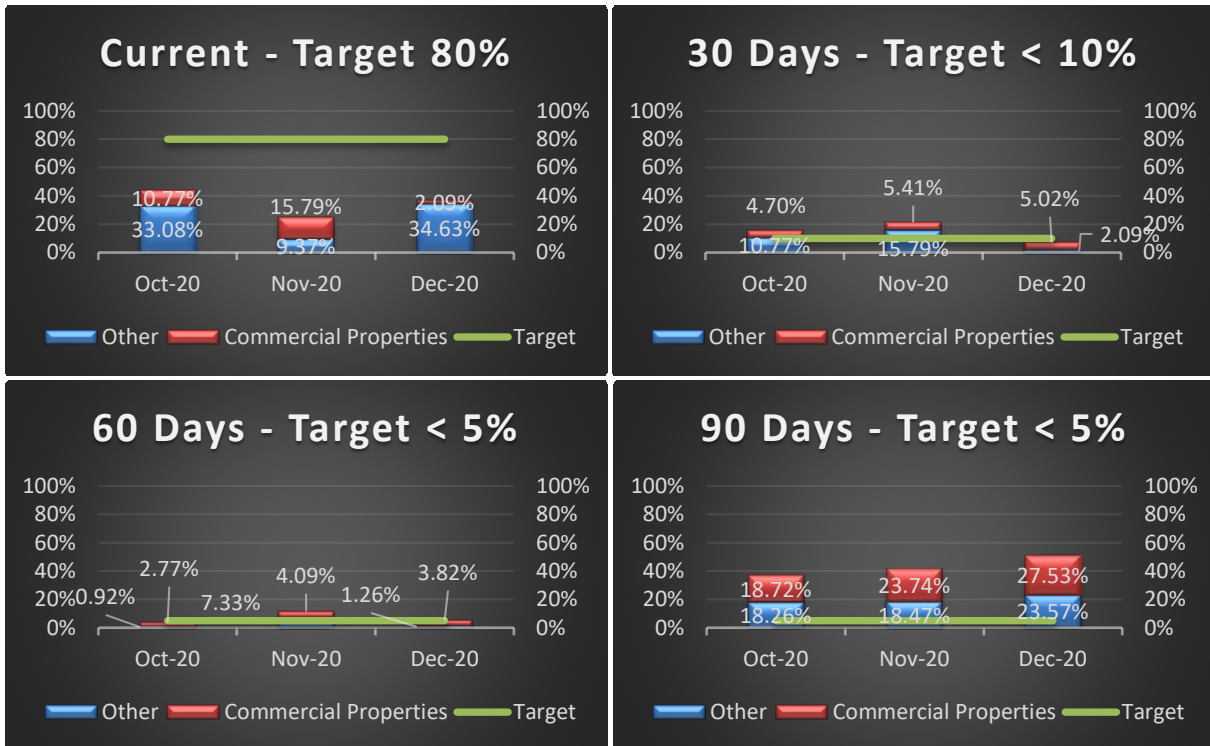 Current - Target 80%
100% 100%
80% 80%
60% 60%
40% 10.77% 15.79% 2.09% 40%
20% 33.08% 34.63% 20%
0% 9.37% 0%
Oct-20 Nov-20 Dec-20
Other Commercial Properties Target
30 Days - Target < 10%
100% 100%
80% 80%
60% 60%
40% 4.70% 5.41% 5.02% 40%
20% 2.09% 20%
0% 10.77% 15.79% 0%
Oct-20 Nov-20 Dec-20
Other Commercial Properties Target
60 Days - Target < 5%
100% 100%
80% 80%
60% 60%
40% 2.77% 4.09% 3.82% 40%
20% 0.92% 7.33% 1.26% 20%
0% 0%
Oct-20 Nov-20 Dec-20
Other Commercial Properties Target
90 Days - Target < 5%
100% 100%
80% 80%
60% 60%
40% 18.72% 23.74% 27.53% 40%
20% 18.26% 18.47% 23.57% 20%
0% 0%
Oct-20 Nov-20 Dec-20
Other Commercial Properties Target